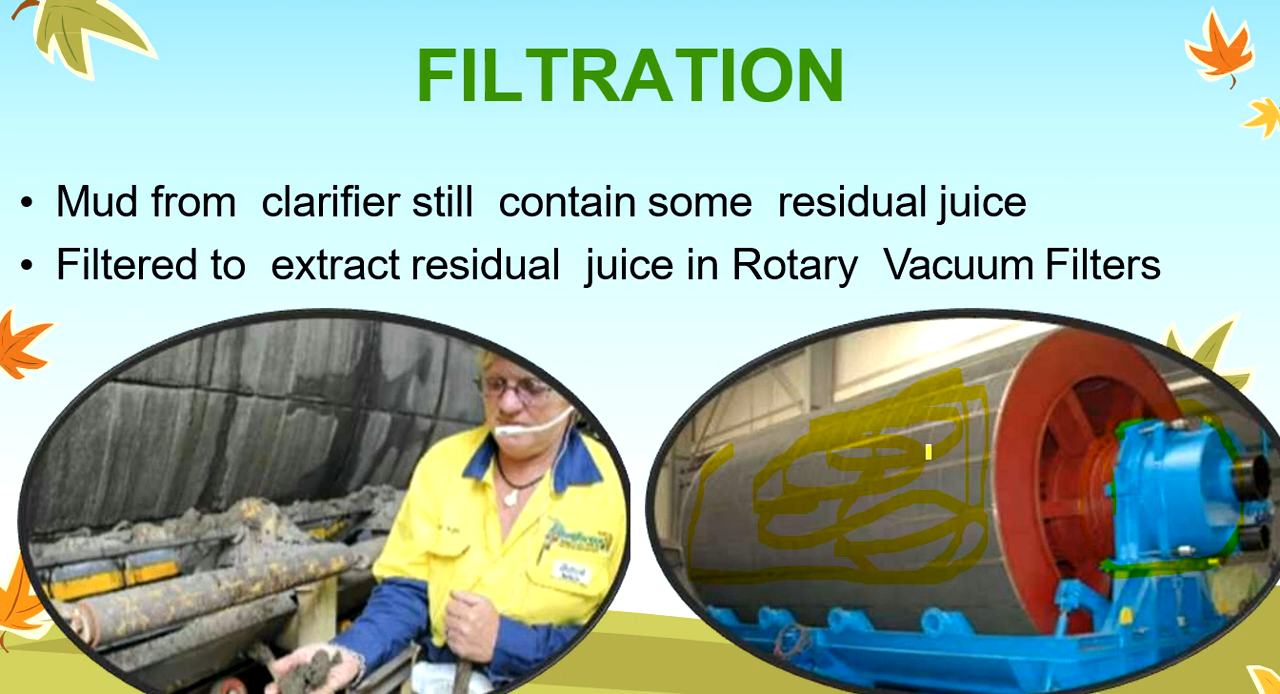 FILTRATION
• Mud from clarifier still contain some residual juice
• Filtered to extract residual juice in Rotary Vacuum Filters